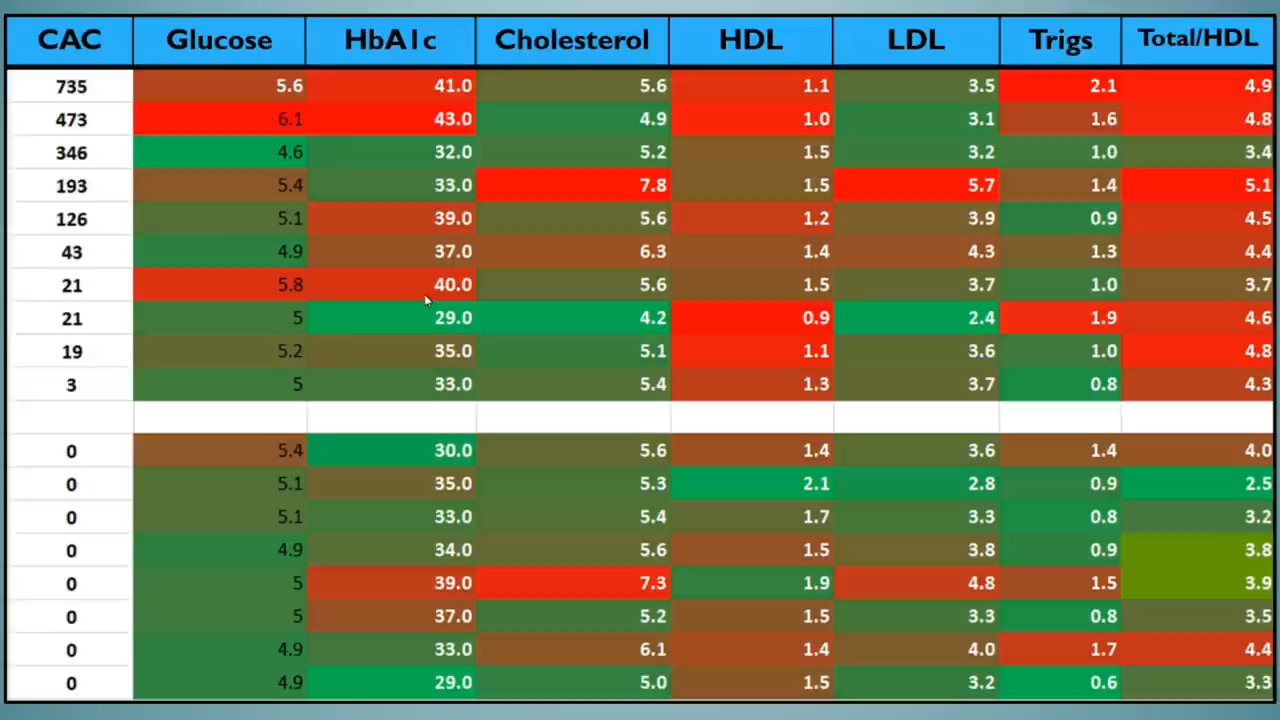 CAC Glucose HbA1c Cholesterol HDL LDL Trigs Total/HDL
735 5.6 41.0 5.6 1.1 3.5 2.1 4.9
473 6.1 43.0 4.9 1.0 3.1 1.6 4.8
346 4.6 32.0 5.2 1.5 3.2 1.0 3.4
193 5.4 33.0 7.8 1.5 5.7 1.4 5.1
126 5.1 39.0 5.6 1.2 3.9 0.9 4.5
43 4.9 37.0 6.3 1.4 4.3 1.3 4.4
21 5.8 40.0 5.6 1.5 3.7 1.0 3.7
21 5 29.0 4.2 0.9 2.4 1.9 4.6
19 5.2 35.0 5.1 1.1 3.6 1.0 4.8
3 5 33.0 5.4 1.3 3.7 0.8 4.3
0 5.4 30.0 5.6 1.4 3.6 1.4 4.0
0 5.1 35.0 5.3 2.1 2.8 0.9 2.5
0 5.1 33.0 5.4 1.7 3.3 0.8 3.2
0 4.9 34.0 5.6 1.5 3.8 0.9 3.8
0 5 39.0 7.3 1.9 4.8 1.5 3.9
0 5 37.0 5.2 1.5 3.3 0.8 3.5
0 4.9 33.0 6.1 1.4 4.0 1.7 4.4
0 4.9 29.0 5.0 1.5 3.2 0.6 3.3